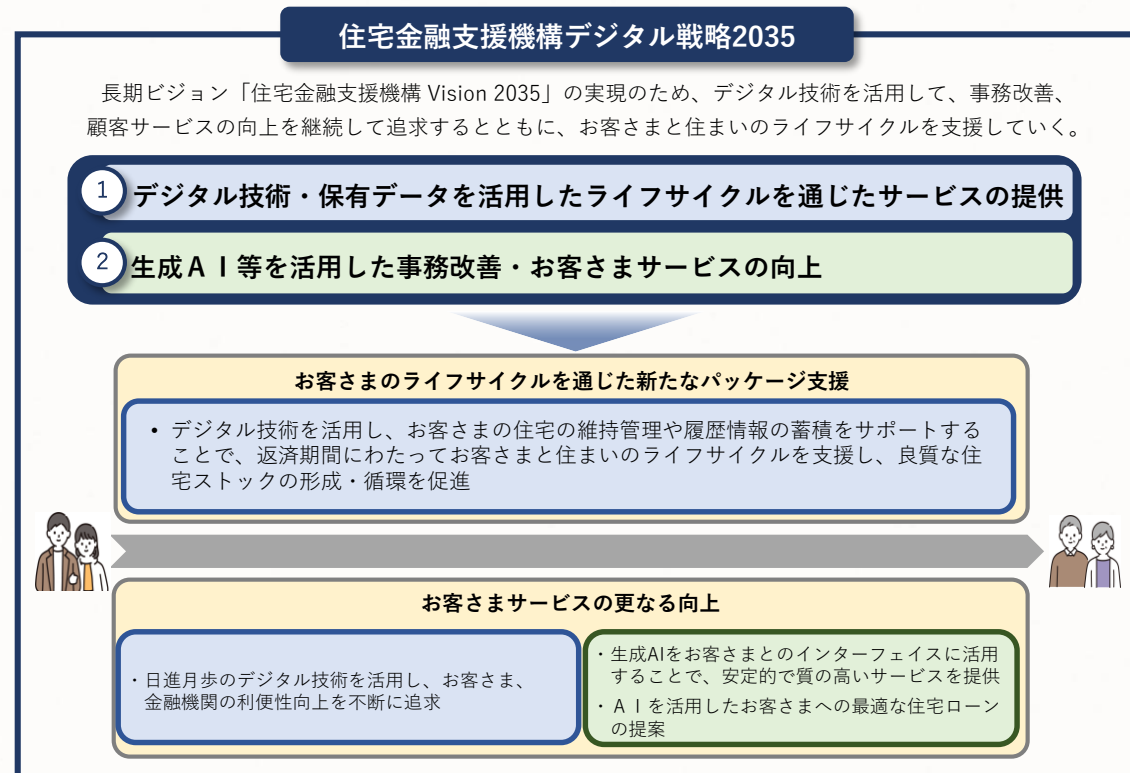 住宅金融支援機構デジタル戦略2035
長期ビジョン「住宅金融支援機構 Vision 2035」の実現のため、デジタル技術を活用して、事務改善、
顧客サービスの向上を継続して追求するとともに、お客さまと住まいのライフサイクルを支援していく。
1 デジタル技術・保有データを活用したライフサイクルを通じたサービスの提供
2 生成ＡＩ等を活用した事務改善・お客さまサービスの向上
お客さまのライフサイクルを通じた新たなパッケージ支援
• デジタル技術を活用し、お客さまの住宅の維持管理や履歴情報の蓄積をサポートする
ことで、返済期間にわたってお客さまと住まいのライフサイクルを支援し、良質な住
宅ストックの形成・循環を促進
お客さまサービスの更なる向上
・日進月歩のデジタル技術を活用し、お客さま、
金融機関の利便性向上を不断に追求
・生成AIをお客さまとのインターフェイスに活用
することで、安定的で質の高いサービスを提供
・ＡＩを活用したお客さまへの最適な住宅ローン
の提案